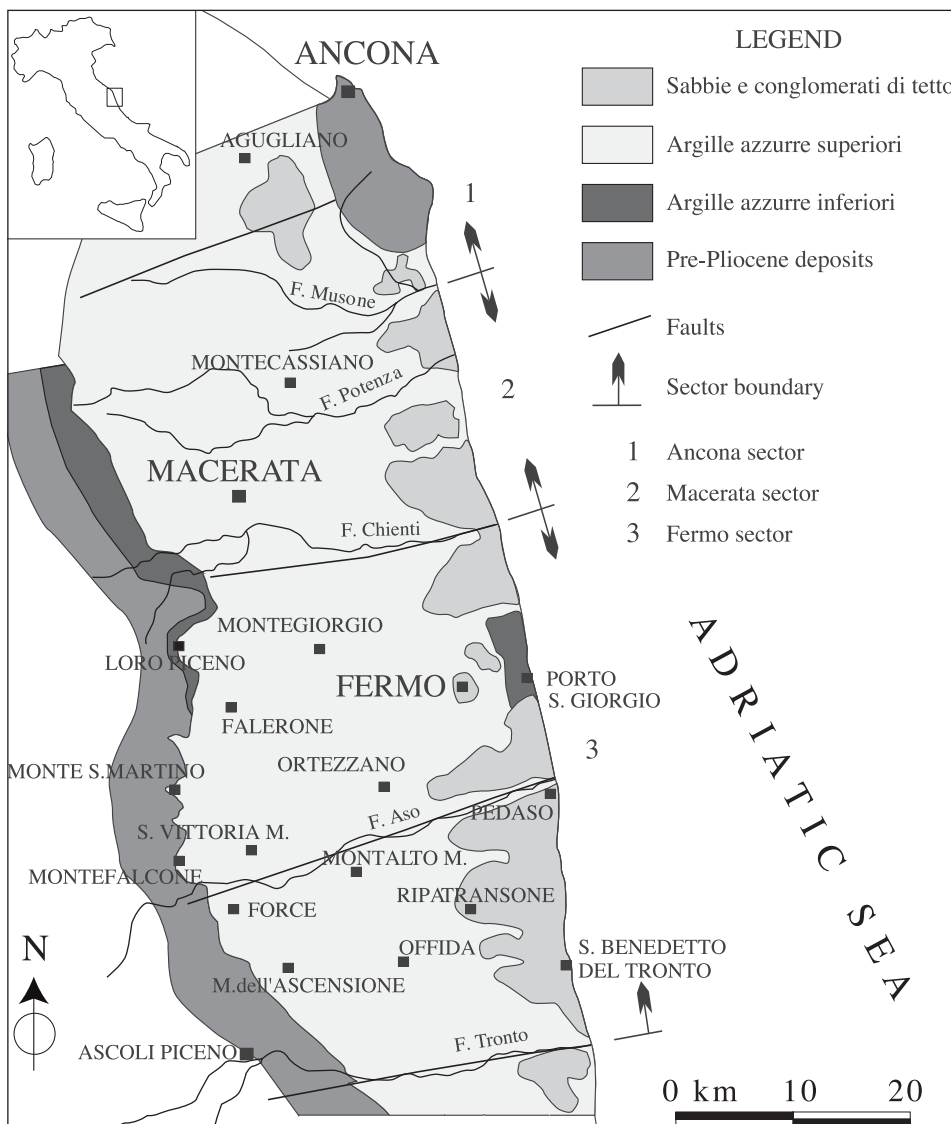 ANCONA
AGUGLIANO
F. Musone
MONTECASSIANO
F. Potenza
MACERATA
F. Chienti
MONTEGIORGIO
LORO PICENO
FERMO
PORTO
S. GIORGIO
FALERONE
MONTE S.MARTINO
ORTEZZANO
F. Aso
PEDASO
S. VITTORIA M.
MONTALTO M.
MONTEFALCONE
RIPATRANSONE
FORCE
OFFIDA
S. BENEDETTO
DEL TRONTO
M.dell'ASCENSIONE
ASCOLI PICENO
F. Tronto
N
1
2
3
ADRIATIC SEA
LEGEND
Sabbie e conglomerati di tetto
Argille azzurre superiori
Argille azzurre inferiori
Pre-Pliocene deposits
Faults
Sector boundary
1 Ancona sector
2 Macerata sector
3 Fermo sector
0 km 10 20